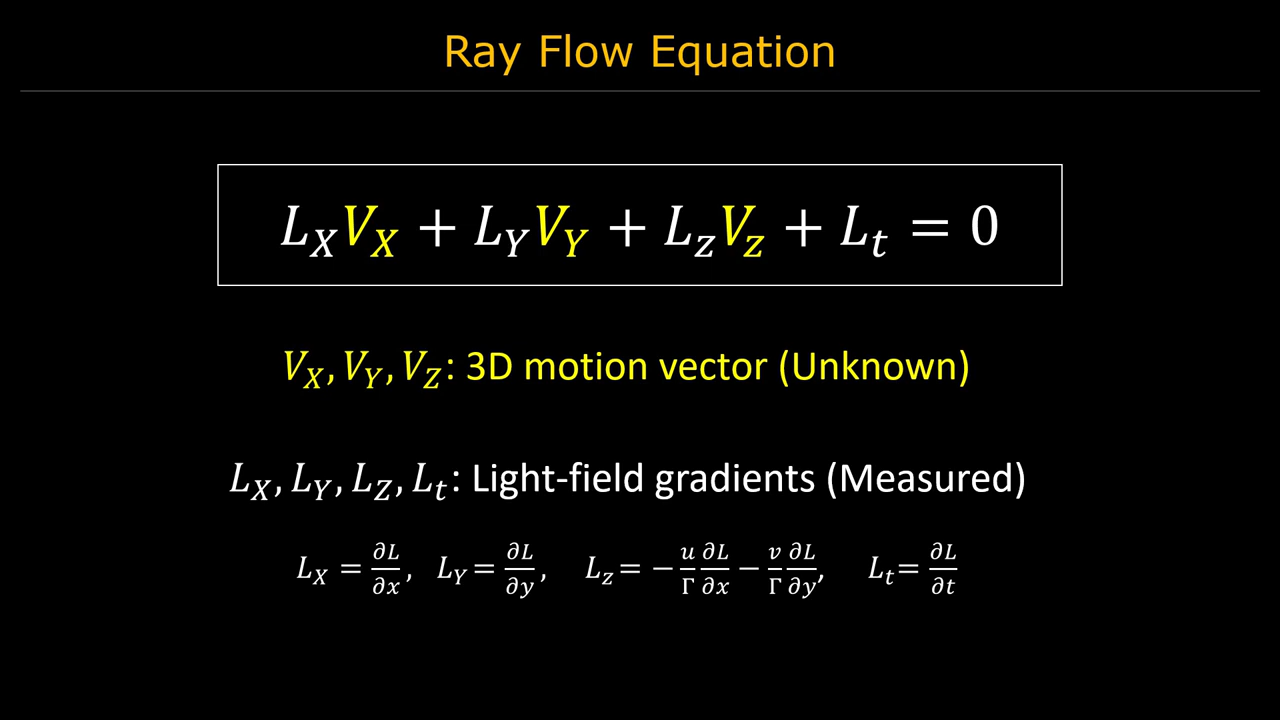 Ray Flow Equation
L_X V_X + L_Y V_Y + L_z V_z + L_t = 0
V_X, V_Y, V_Z: 3D motion vector (Unknown)
L_X, L_Y, L_Z, L_t: Light-field gradients (Measured)
L_X = ∂L/∂x, L_Y = ∂L/∂y, L_z = −u/Γ ∂L/∂x − v/Γ ∂L/∂y, L_t = ∂L/∂t